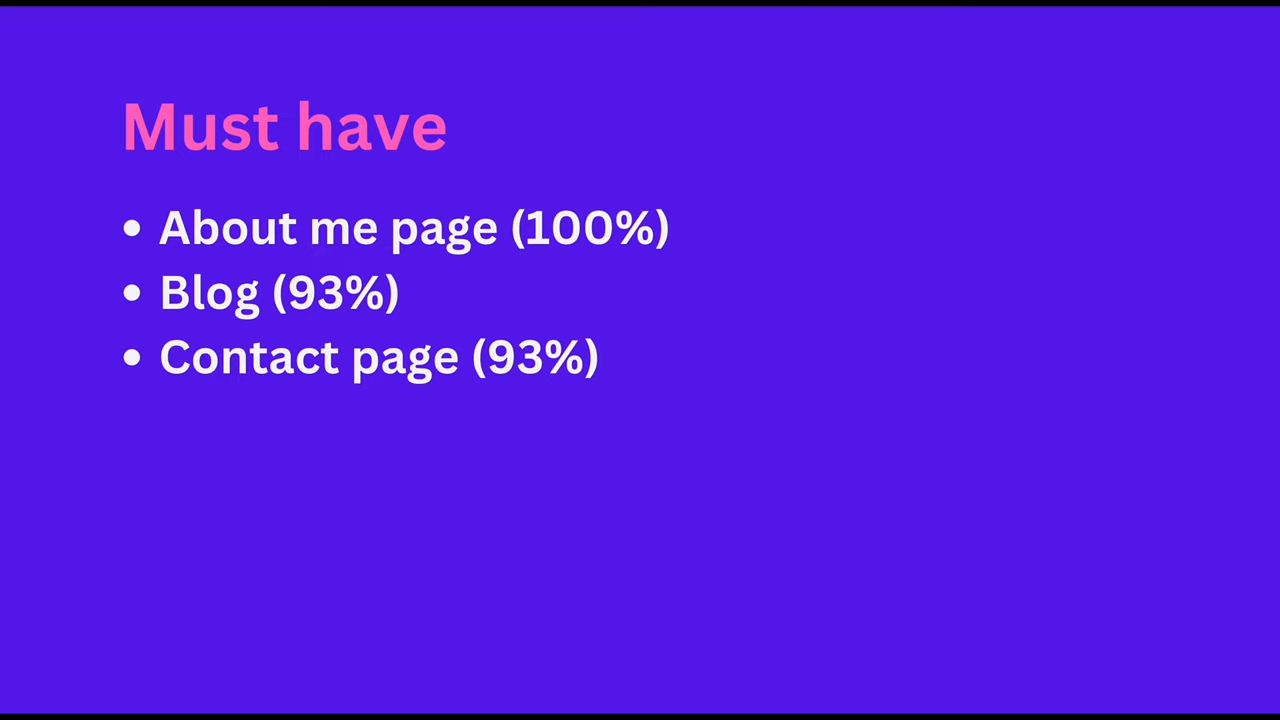 Must have
• About me page (100%)
• Blog (93%)
• Contact page (93%)